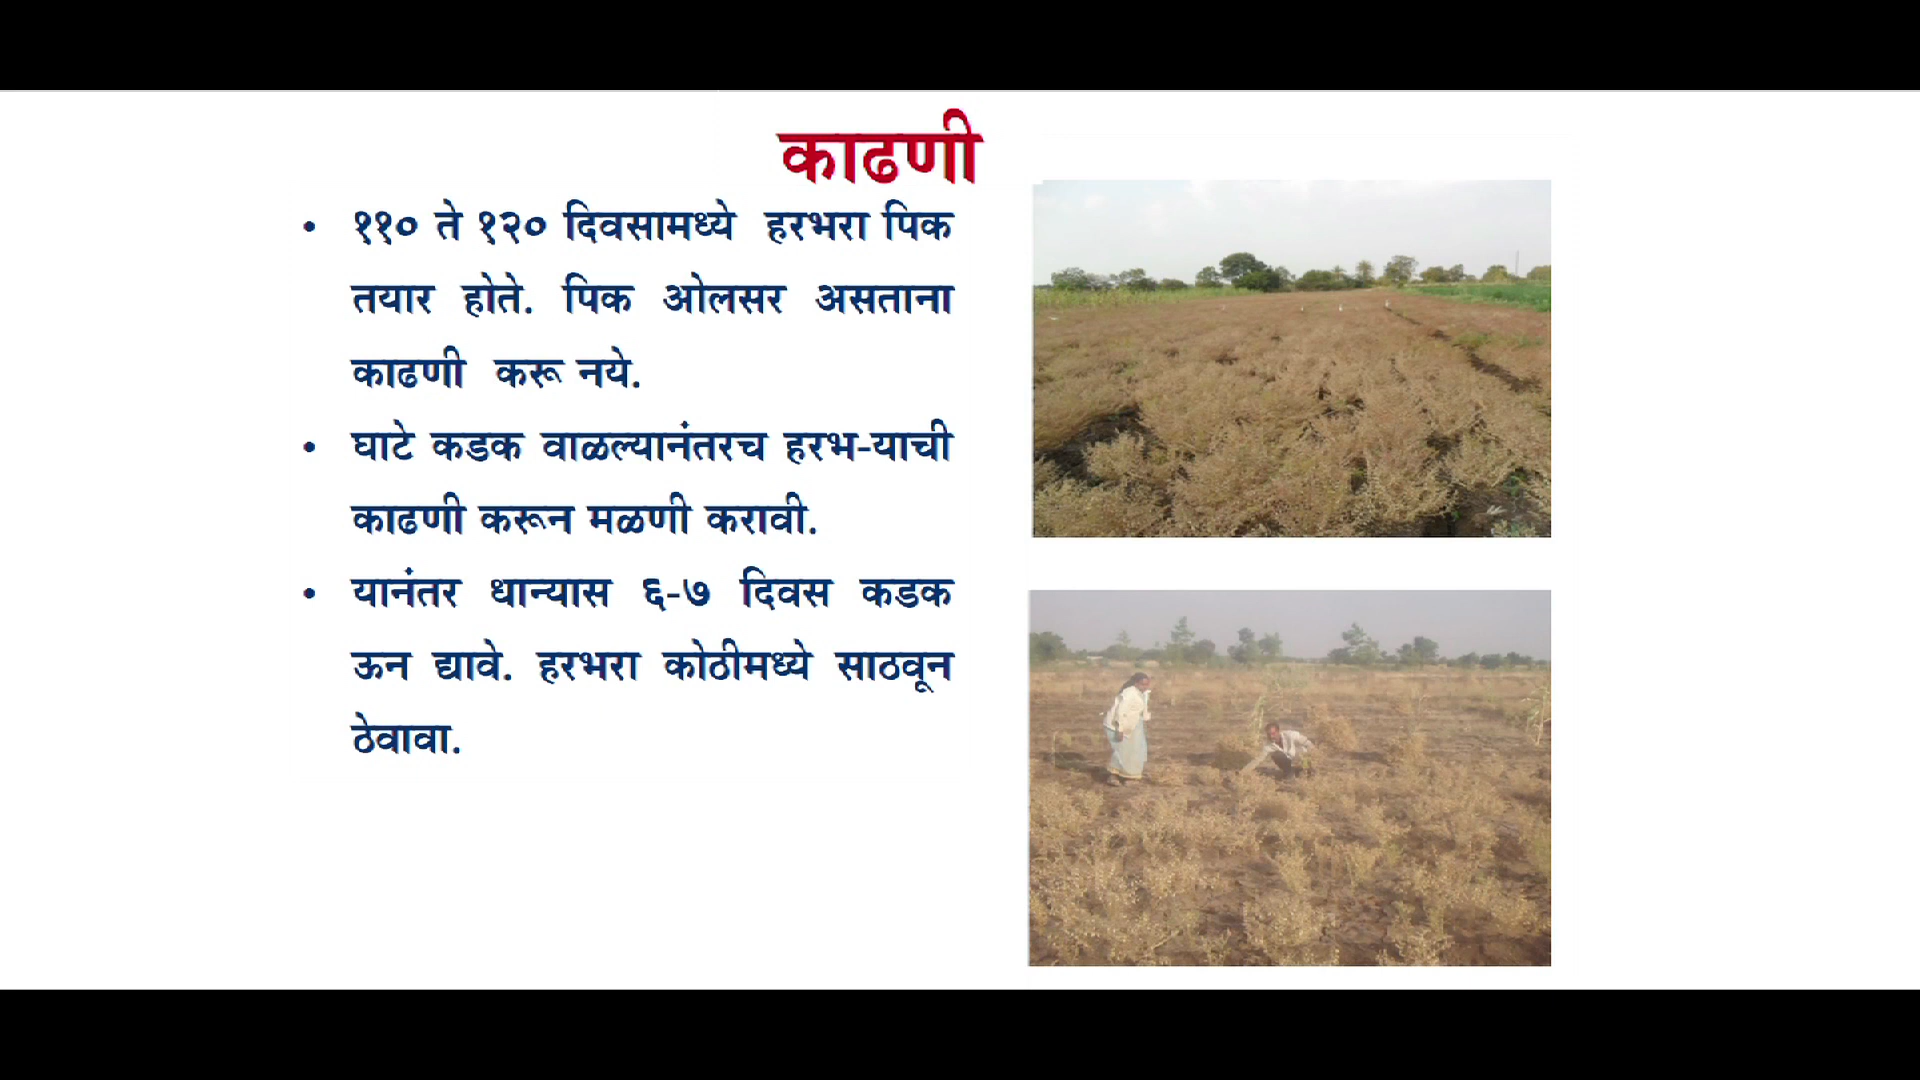 काढणी
• ११० ते १२० दिवसामध्ये हरभरा पिक
तयार होते. पिक ओलसर असताना
काढणी करू नये.
• घाटे कडक वाळल्यानंतरच हरभ-याची
काढणी करून मळणी करावी.
• यानंतर धान्यास ६-७ दिवस कडक
ऊन द्यावे. हरभरा कोठीमध्ये साठवून
ठेवावा.